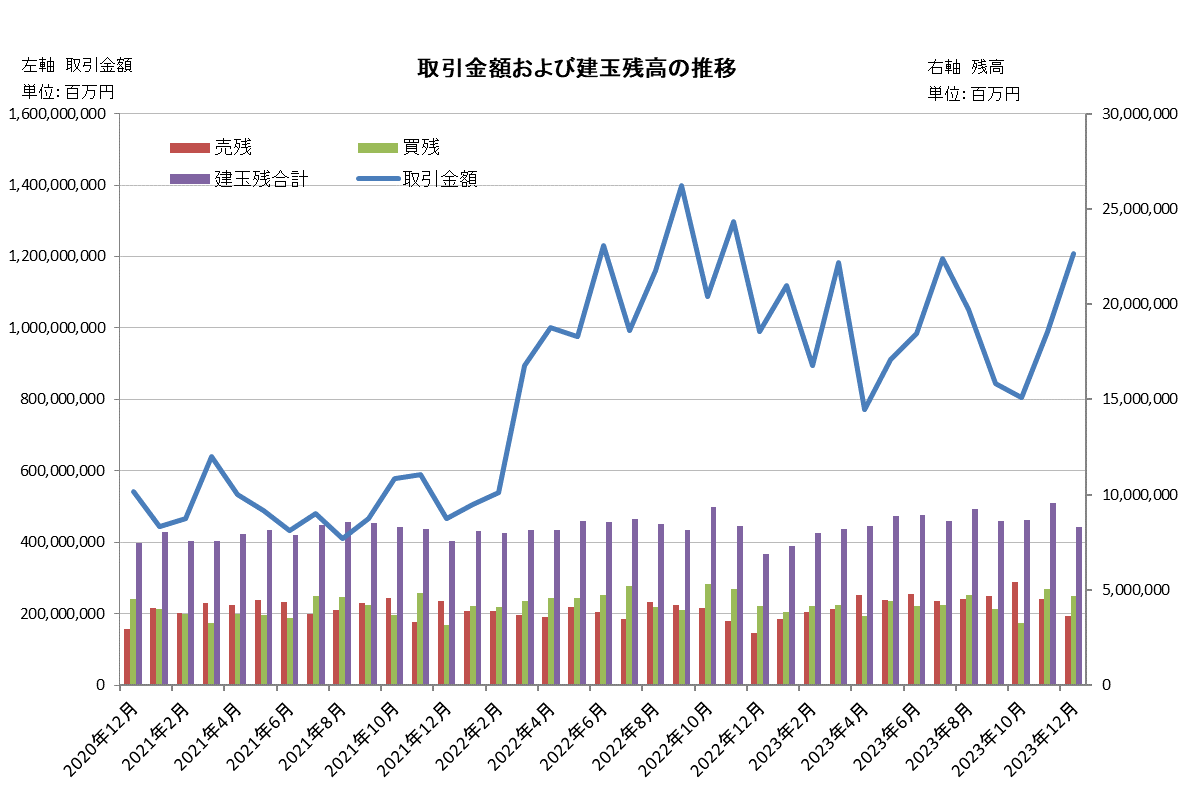 取引金額および建玉残高の推移
左軸 取引金額
単位：百万円
右軸 残高
単位：百万円
売残
買残
建玉残合計
取引金額
1,600,000,000
1,400,000,000
1,200,000,000
1,000,000,000
800,000,000
600,000,000
400,000,000
200,000,000
0
30,000,000
25,000,000
20,000,000
15,000,000
10,000,000
5,000,000
0
2020年12月
2021年2月
2021年4月
2021年6月
2021年8月
2021年10月
2021年12月
2022年2月
2022年4月
2022年6月
2022年8月
2022年10月
2022年12月
2023年2月
2023年4月
2023年6月
2023年8月
2023年10月
2023年12月